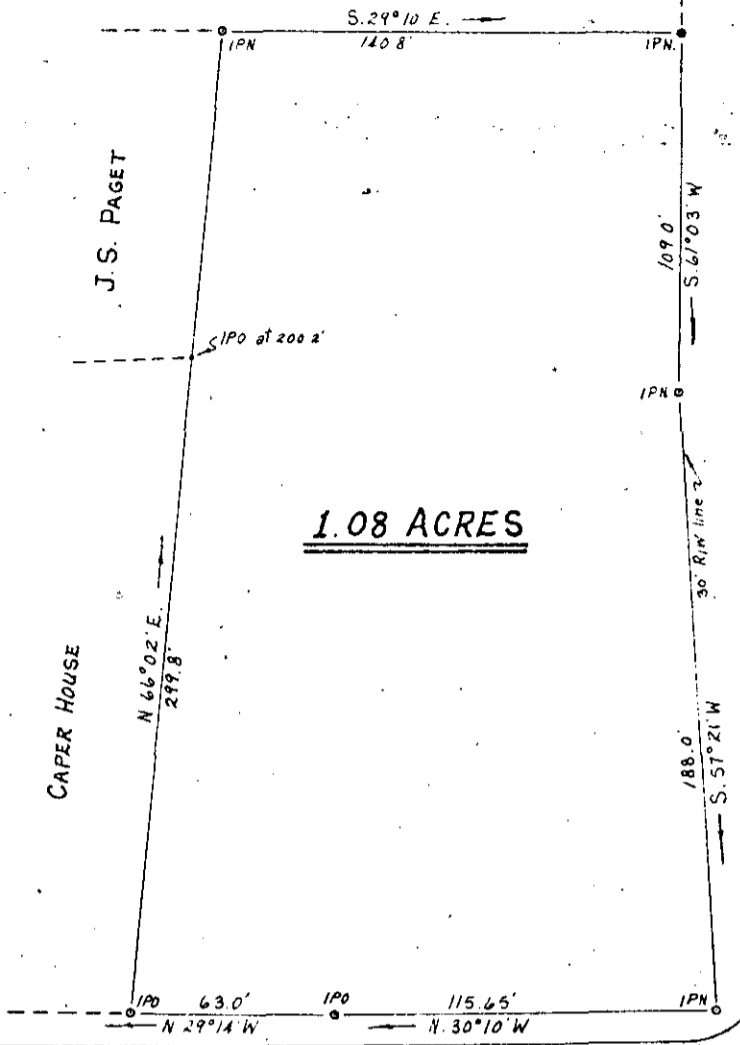 S. 29°10 E.
IPN
140 8'
IPN.
J.S. PAGET
109 0'
S. 61°03' W
IPO at 200 2'
IPN
1.08 ACRES
30' R/W line
N 66°02' E.
299.8'
CAPER HOUSE
188.0'
S. 57°21' W
IPO
63.0'
IPO
115.65'
IPN
N 29°14' W
N. 30°10' W